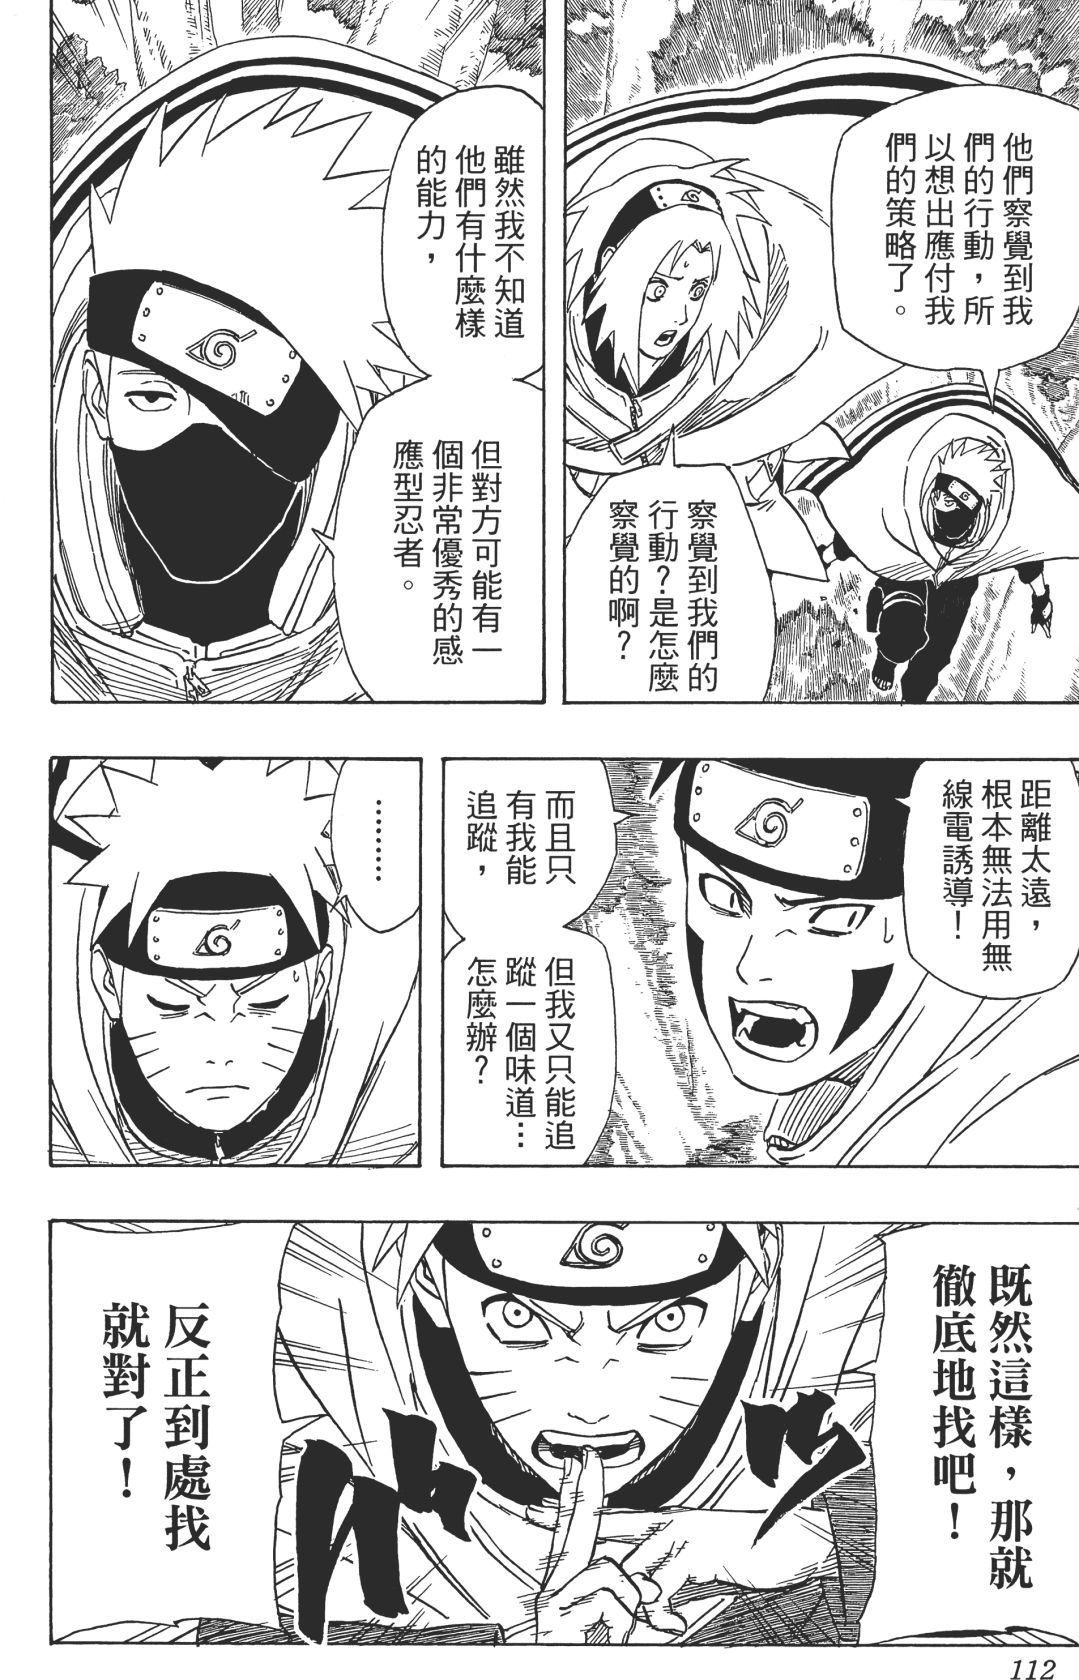 他們察覺到我
們的行動，所
以想出應付我
們的策略了。
察覺到我們的
行動？是怎麼
察覺的啊？
雖然我不知道
他們有什麼樣
的能力，
但對方可能有一
個非常優秀的感
應型忍者。
距離太遠，
根本無法用無
線電誘導！
而且只
有我能
追蹤，
但我又只能追
蹤一個味道…
怎麼辦？
………
既然這樣，那就
徹底地找吧！
反正到處找
就對了！
112